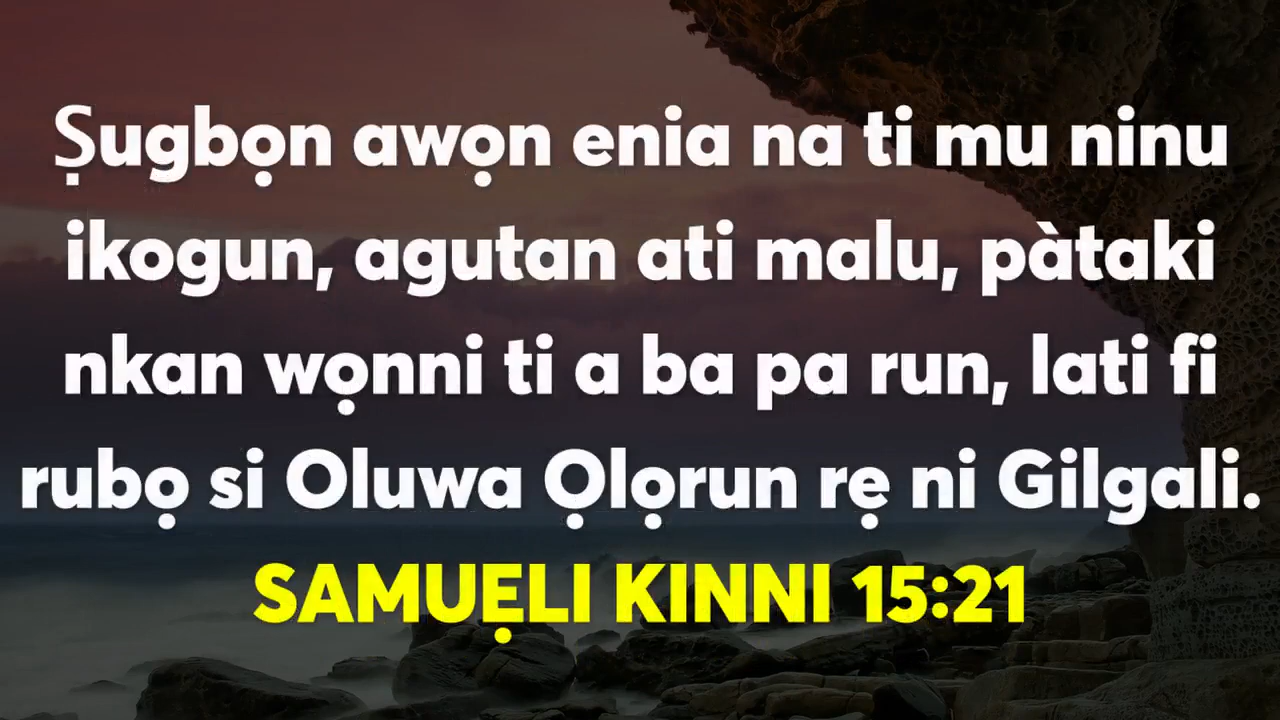 Ṣugbọn awọn enia na ti mu ninu
ikogun, agutan ati malu, pàtaki
nkan wọnni ti a ba pa run, lati fi
rubọ si Oluwa Ọlọrun rẹ ni Gilgali.
SAMUẸLI KINNI 15:21